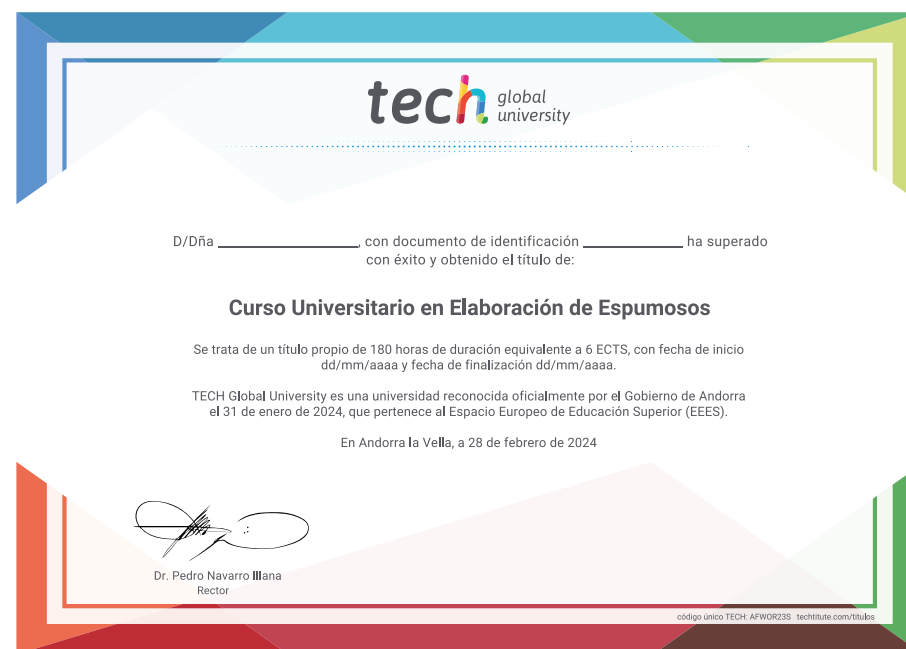 tech global
university
D/Dña ____________________, con documento de identificación ______________ ha superado
con éxito y obtenido el título de:
Curso Universitario en Elaboración de Espumosos
Se trata de un título propio de 180 horas de duración equivalente a 6 ECTS, con fecha de inicio
dd/mm/aaaa y fecha de finalización dd/mm/aaaa.
TECH Global University es una universidad reconocida oficialmente por el Gobierno de Andorra
el 31 de enero de 2024, que pertenece al Espacio Europeo de Educación Superior (EEES).
En Andorra la Vella, a 28 de febrero de 2024
Dr. Pedro Navarro Illana
Rector
código único TECH: AFWOR23S techtitute.com/titulos